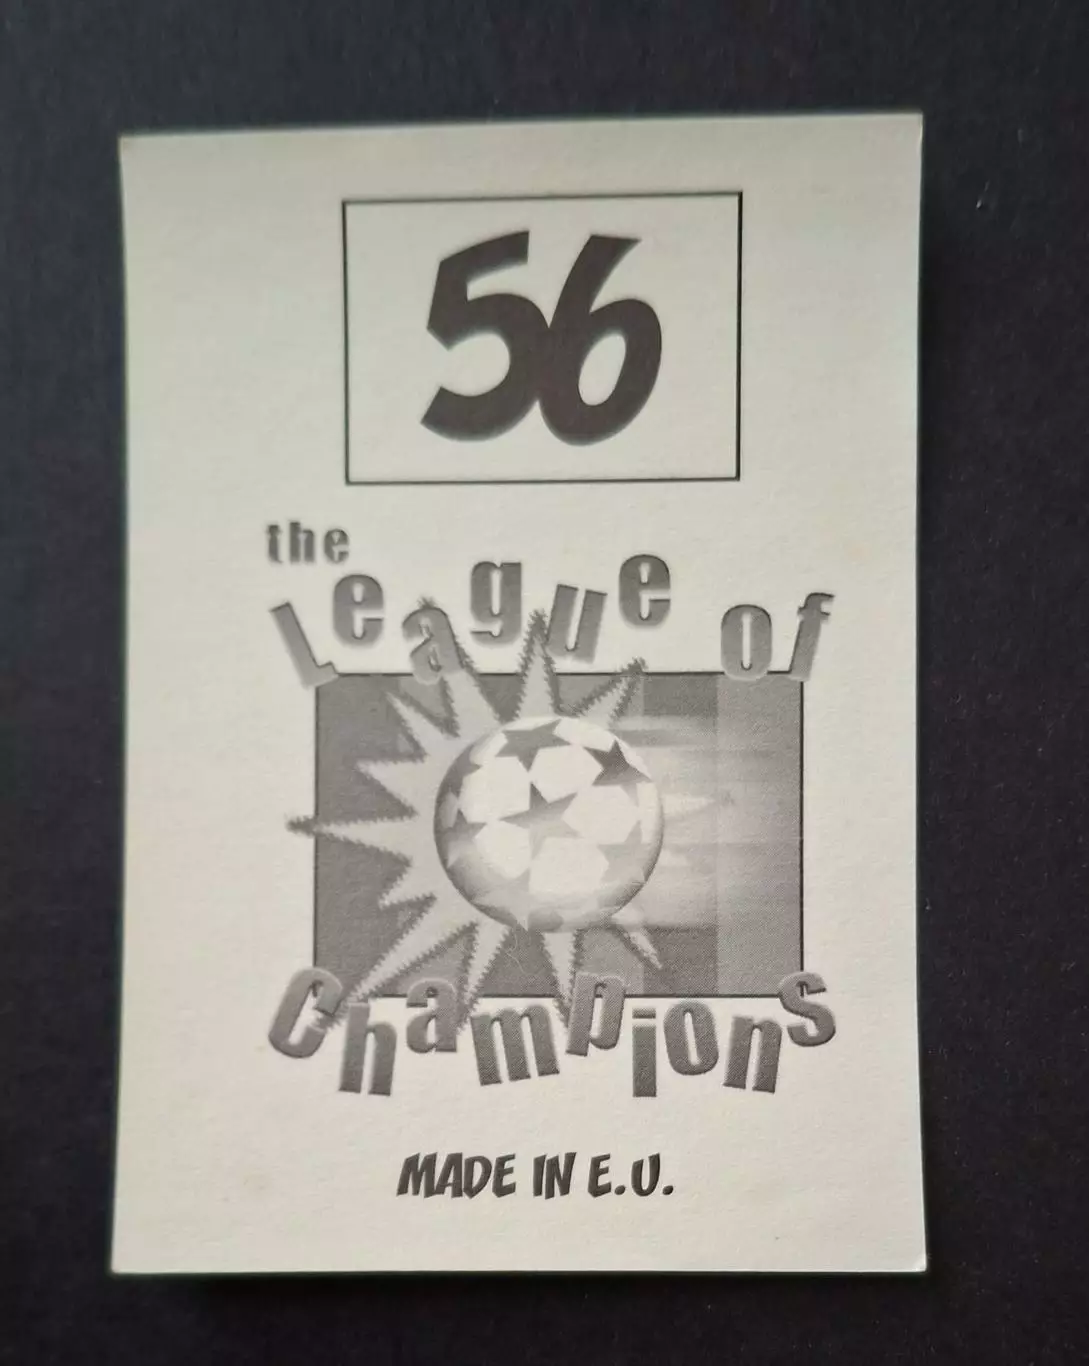 56
the
League of
Champions
MADE IN E.U.